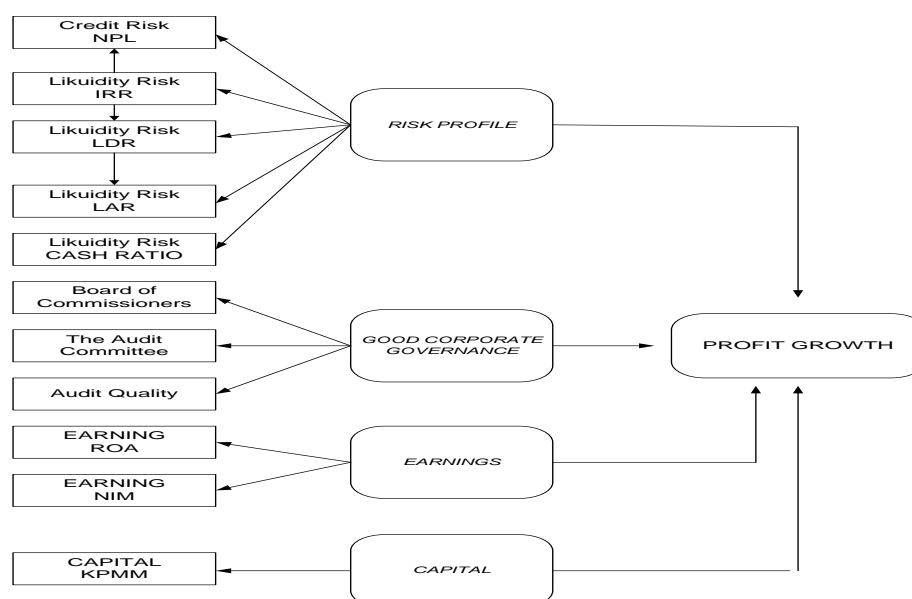 Credit Risk
NPL
Likuidity Risk
IRR
Likuidity Risk
LDR
Likuidity Risk
LAR
Likuidity Risk
CASH RATIO
Board of
Commissioners
The Audit
Committee
Audit Quality
EARNING
ROA
EARNING
NIM
CAPITAL
KPMM
RISK PROFILE
GOOD CORPORATE
GOVERNANCE
EARNINGS
CAPITAL
PROFIT GROWTH